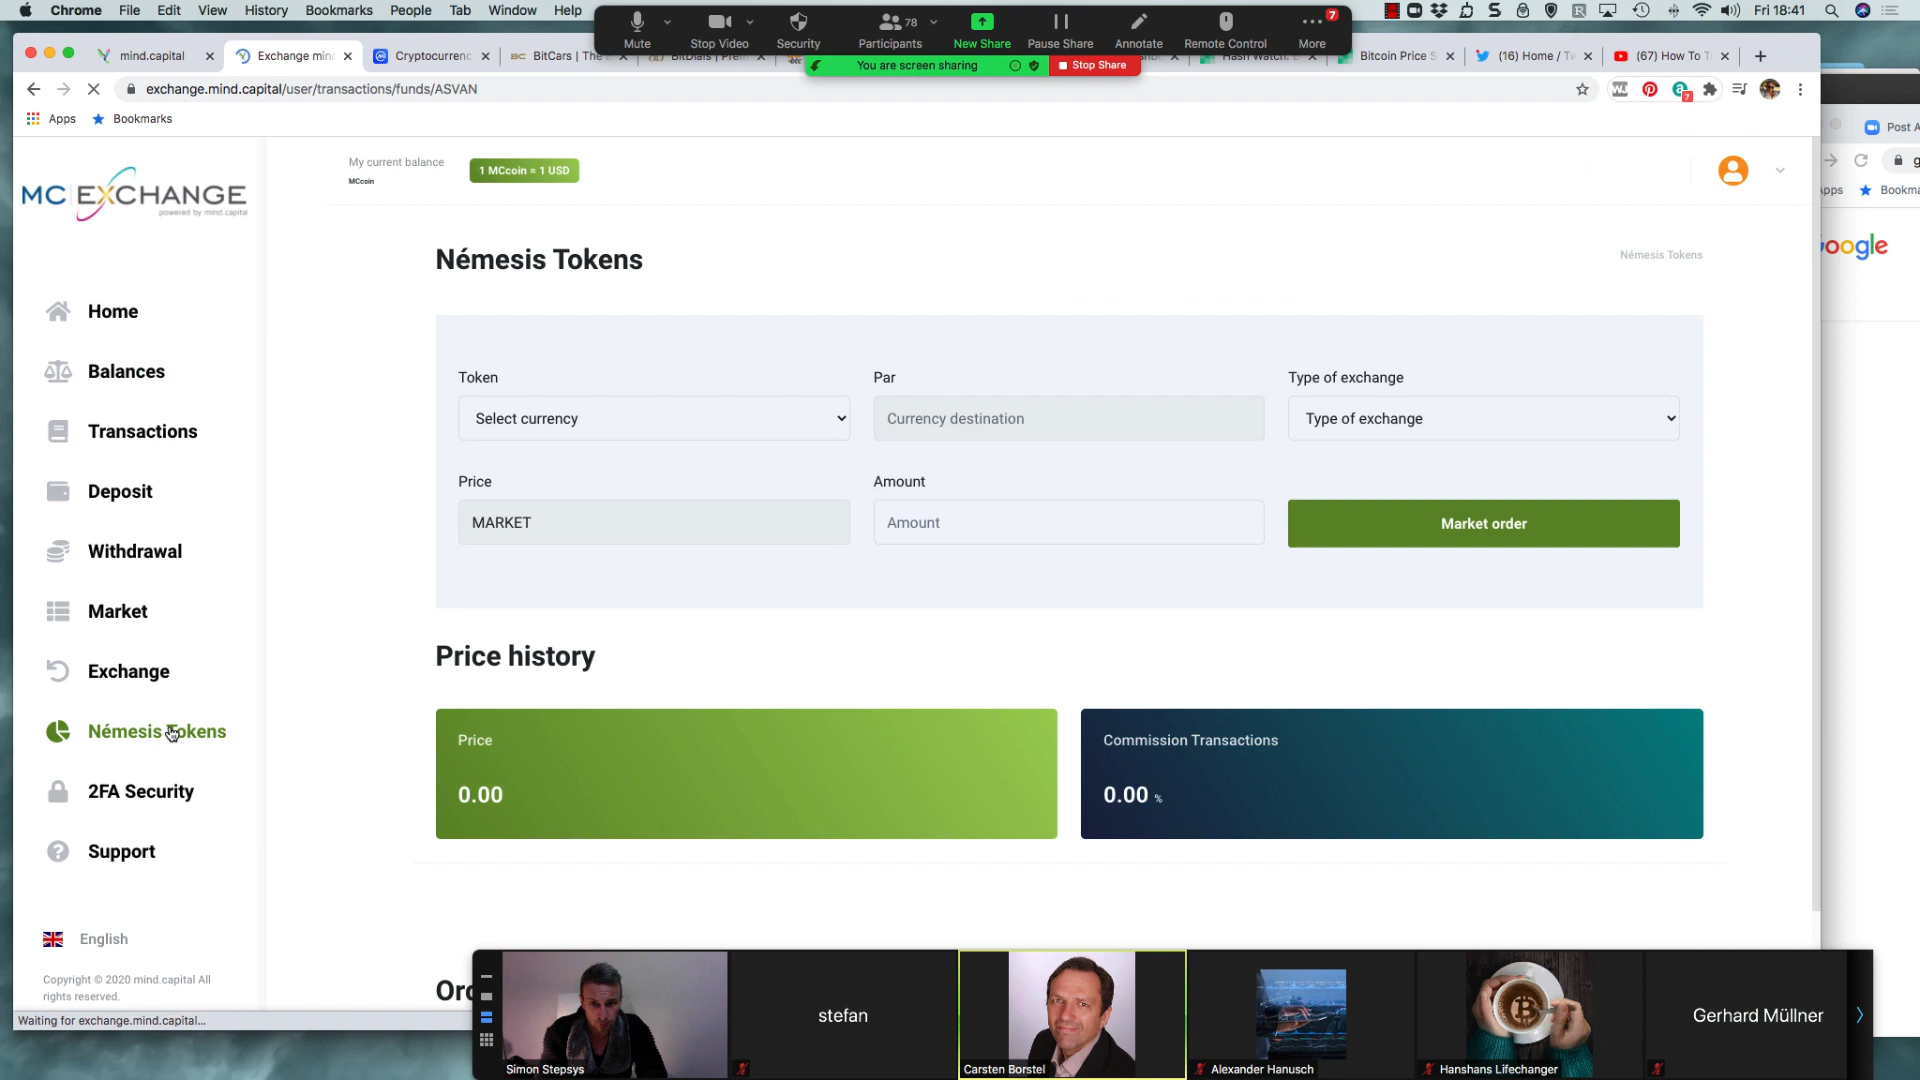 Chrome File Edit View History Bookmarks People Tab Window Help
Fri 18:41
Mute Stop Video Security Participants 78 New Share Pause Share Annotate Remote Control More 7
You are screen sharing Stop Share
mind.capital Exchange min Cryptocurrenc BitCars | The Bitcoin Price S (16) Home / Tw (67) How To T
exchange.mind.capital/user/transactions/funds/ASVAN
7
Apps Bookmarks
Post A
MC EXCHANGE
powered by mind.capital
My current balance
MCcoin
1 MCcoin = 1 USD
Némesis Tokens
Némesis Tokens
Home
Balances
Transactions
Deposit
Withdrawal
Market
Exchange
Némesis Tokens
2FA Security
Support
English
Copyright © 2020 mind.capital All
rights reserved.
Waiting for exchange.mind.capital...
Token Par Type of exchange
Select currency Currency destination Type of exchange
Price Amount
MARKET Amount Market order
Price history
Price
0.00
Commission Transactions
0.00 %
Simon Stepsys
stefan
Carsten Borstel
Alexander Hanusch
Hanshans Lifechanger
Gerhard Müllner